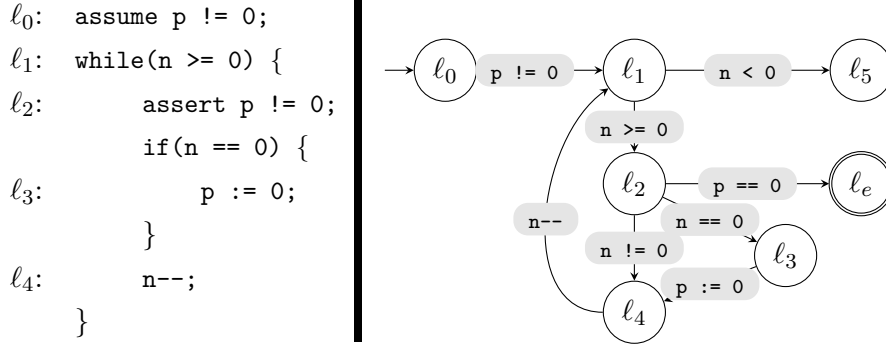 ℓ0: assume p != 0;
ℓ1: while(n >= 0) {
ℓ2: assert p != 0;
if(n == 0) {
ℓ3: p := 0;
}
ℓ4: n--;
}
ℓ0
p != 0
ℓ1
n < 0
ℓ5
n >= 0
ℓ2
p == 0
ℓe
n--
n == 0
n != 0
ℓ3
p := 0
ℓ4